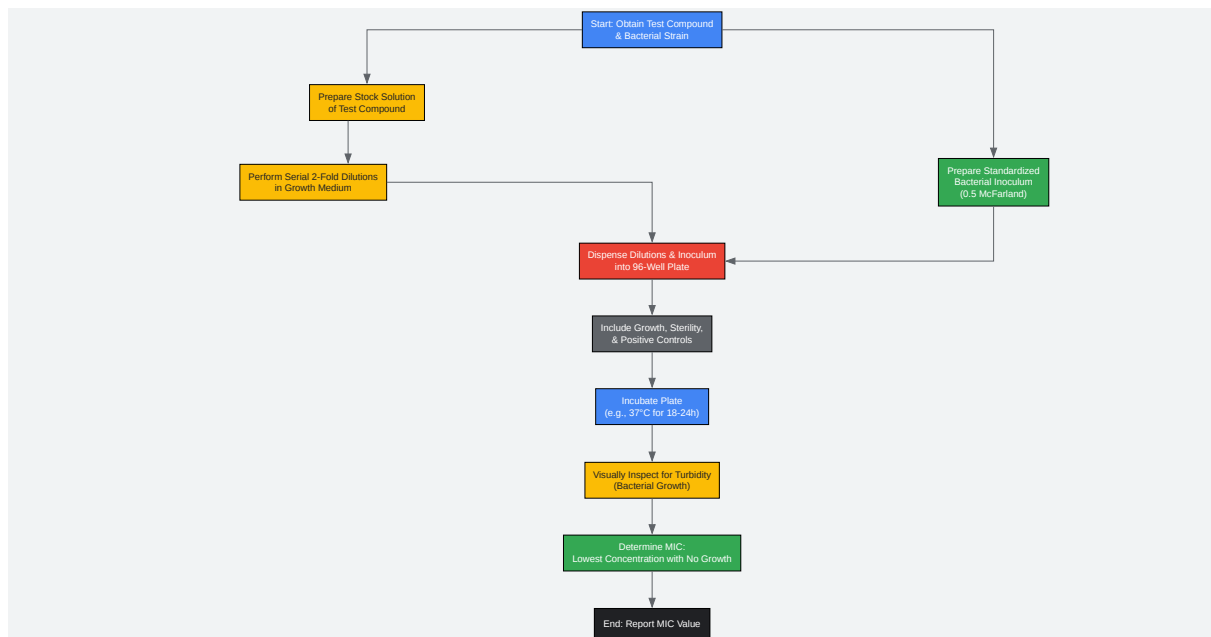 Start: Obtain Test Compound
& Bacterial Strain
Prepare Stock Solution
of Test Compound
Perform Serial 2-Fold Dilutions
in Growth Medium
Prepare Standardized
Bacterial Inoculum
(0.5 McFarland)
Dispense Dilutions & Inoculum
into 96-Well Plate
Include Growth, Sterility,
& Positive Controls
Incubate Plate
(e.g., 37°C for 18-24h)
Visually Inspect for Turbidity
(Bacterial Growth)
Determine MIC:
Lowest Concentration with No Growth
End: Report MIC Value